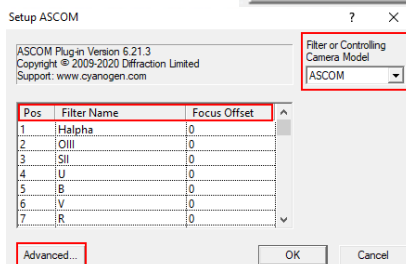 Setup ASCOM ? X
ASCOM Plug-in Version 6.21.3
Copyright © 2009-2020 Diffraction Limited
Support: www.cyanogen.com
Filter or Controlling
Camera Model
ASCOM
Pos Filter Name Focus Offset
1 Halpha 0
2 OIII 0
3 SII 0
4 U 0
5 B 0
6 V 0
7 R 0
Advanced... OK Cancel